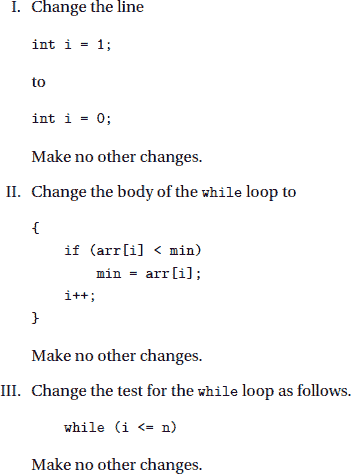 I. Change the line
int i = 1;
to
int i = 0;
Make no other changes.
II. Change the body of the while loop to
{
if (arr[i] < min)
min = arr[i];
i++;
}
Make no other changes.
III. Change the test for the while loop as follows.
while (i <= n)
Make no other changes.